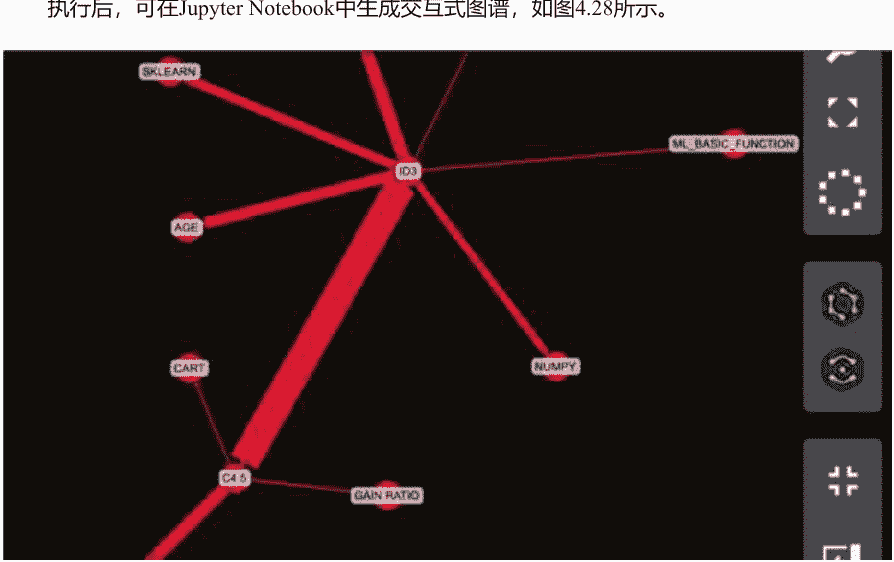 执行后，可在Jupyter Notebook中生成交互式图谱，如图4.28所示。
SKLEARN
ML_BASIC_FUNCTION
ID3
AGE
CART
NUMPY
C4.5
GAIN RATIO